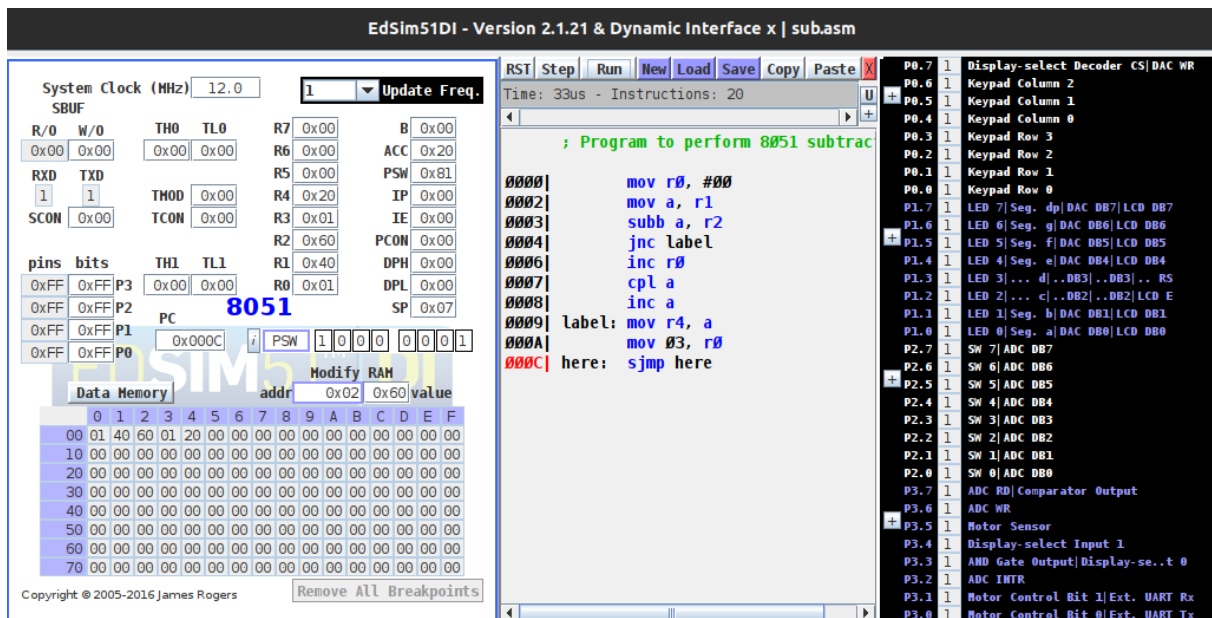 EdSim51DI - Version 2.1.21 & Dynamic Interface x | sub.asm
System Clock (MHz) 12.0 1 Update Freq.
SBUF
R/O W/O TH0 TL0 R7 0x00 B 0x00
0x00 0x00 0x00 0x00 R6 0x00 ACC 0x20
RXD TXD R5 0x00 PSW 0x81
1 1 TMOD 0x00 R4 0x20 IP 0x00
SCON 0x00 TCON 0x00 R3 0x01 IE 0x00
R2 0x60 PCON 0x00
pins bits TH1 TL1 R1 0x40 DPH 0x00
0xFF 0xFF P3 0x00 0x00 R0 0x01 DPL 0x00
0xFF 0xFF P2 8051 SP 0x07
0xFF 0xFF P1 PC
0xFF 0xFF P0 0x000C i PSW 1 0 0 0 0 0 0 1
EDSIM51DI
Modify RAM
Data Memory addr 0x02 0x60 value
0 1 2 3 4 5 6 7 8 9 A B C D E F
00 01 40 60 01 20 00 00 00 00 00 00 00 00 00 00 00
10 00 00 00 00 00 00 00 00 00 00 00 00 00 00 00 00
20 00 00 00 00 00 00 00 00 00 00 00 00 00 00 00 00
30 00 00 00 00 00 00 00 00 00 00 00 00 00 00 00 00
40 00 00 00 00 00 00 00 00 00 00 00 00 00 00 00 00
50 00 00 00 00 00 00 00 00 00 00 00 00 00 00 00 00
60 00 00 00 00 00 00 00 00 00 00 00 00 00 00 00 00
70 00 00 00 00 00 00 00 00 00 00 00 00 00 00 00 00
Copyright © 2005-2016 James Rogers Remove All Breakpoints
RST Step Run New Load Save Copy Paste X
Time: 33us - Instructions: 20 U
+
; Program to perform 8051 subtrac
0000| mov r0, #00
0002| mov a, r1
0003| subb a, r2
0004| jnc label
0006| inc r0
0007| cpl a
0008| inc a
0009| label: mov r4, a
000A| mov 03, r0
000C| here: sjmp here
P0.7 1 Display-select Decoder CS|DAC WR
P0.6 1 Keypad Column 2
+ P0.5 1 Keypad Column 1
P0.4 1 Keypad Column 0
P0.3 1 Keypad Row 3
P0.2 1 Keypad Row 2
P0.1 1 Keypad Row 1
P0.0 1 Keypad Row 0
P1.7 1 LED 7|Seg. dp|DAC DB7|LCD DB7
P1.6 1 LED 6|Seg. g|DAC DB6|LCD DB6
+ P1.5 1 LED 5|Seg. f|DAC DB5|LCD DB5
P1.4 1 LED 4|Seg. e|DAC DB4|LCD DB4
P1.3 1 LED 3|... d|..DB3|..DB3|.. RS
P1.2 1 LED 2|... c|..DB2|..DB2|LCD E
P1.1 1 LED 1|Seg. b|DAC DB1|LCD DB1
P1.0 1 LED 0|Seg. a|DAC DB0|LCD DB0
P2.7 1 SW 7|ADC DB7
P2.6 1 SW 6|ADC DB6
+ P2.5 1 SW 5|ADC DB5
P2.4 1 SW 4|ADC DB4
P2.3 1 SW 3|ADC DB3
P2.2 1 SW 2|ADC DB2
P2.1 1 SW 1|ADC DB1
P2.0 1 SW 0|ADC DB0
P3.7 1 ADC RD|Comparator Output
P3.6 1 ADC WR
+ P3.5 1 Motor Sensor
P3.4 1 Display-select Input 1
P3.3 1 AND Gate Output|Display-se..t 0
P3.2 1 ADC INTR
P3.1 1 Motor Control Bit 1|Ext. UART Rx
P3.0 1 Motor Control Bit 0|Ext. UART Tx